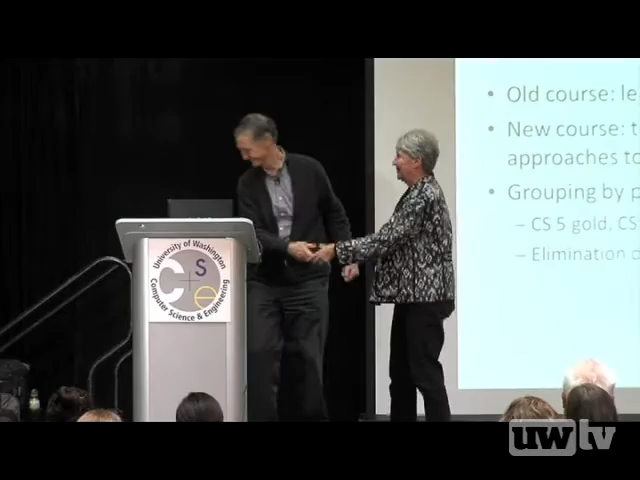 • Old course: le
• New course: t
approaches to
• Grouping by p
– CS 5 gold, CS
– Elimination o
University of Washington
CSE
Computer Science & Engineering
uwtv